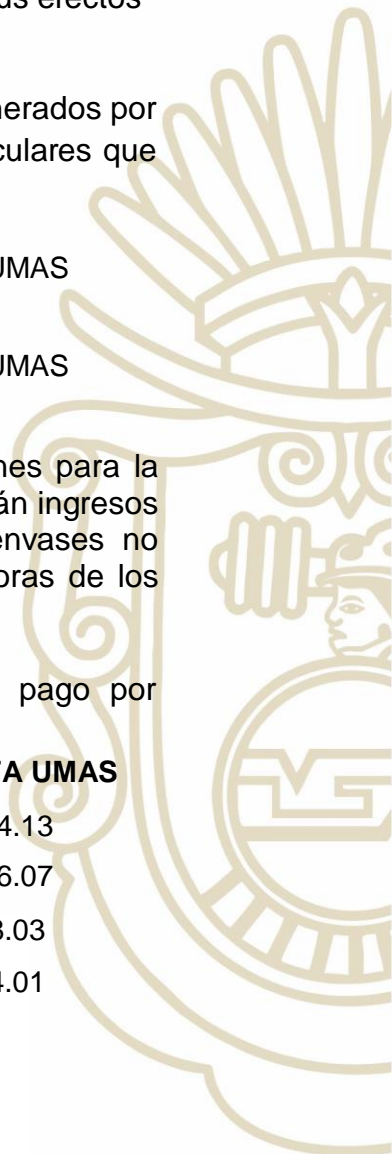 efectos
nerados por
culares que
UMAS
UMAS
nes para la
án ingresos
envases no
oras de los
pago por
TA UMAS
4.13
6.07
3.03
4.01